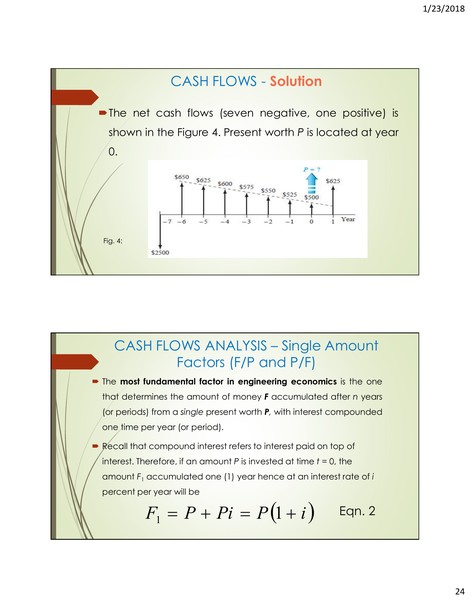 1/23/2018
CASH FLOWS - Solution
The net cash flows (seven negative, one positive) is
shown in the Figure 4. Present worth P is located at year
0.
P = ?
$650 $625 $600 $575 $550 $525 $500 $625
–7 –6 –5 –4 –3 –2 –1 0 1 Year
Fig. 4:
$2500
CASH FLOWS ANALYSIS – Single Amount
Factors (F/P and P/F)
The most fundamental factor in engineering economics is the one
that determines the amount of money F accumulated after n years
(or periods) from a single present worth P, with interest compounded
one time per year (or period).
Recall that compound interest refers to interest paid on top of
interest. Therefore, if an amount P is invested at time t = 0, the
amount F₁ accumulated one (1) year hence at an interest rate of i
percent per year will be
F₁ = P + Pi = P(1 + i) Eqn. 2
24